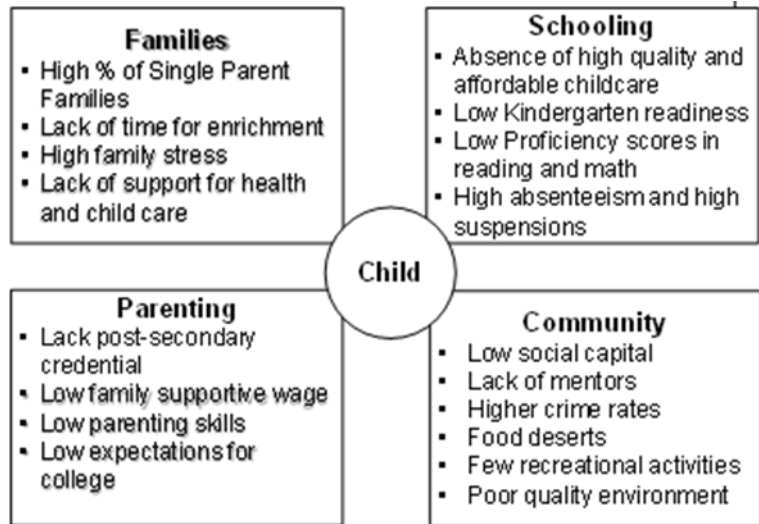 Families
▪ High % of Single Parent
Families
▪ Lack of time for enrichment
▪ High family stress
▪ Lack of support for health
and child care
Schooling
▪ Absence of high quality and
affordable childcare
▪ Low Kindergarten readiness
▪ Low Proficiency scores in
reading and math
▪ High absenteeism and high
suspensions
Child
Parenting
▪ Lack post-secondary
credential
▪ Low family supportive wage
▪ Low parenting skills
▪ Low expectations for
college
Community
▪ Low social capital
▪ Lack of mentors
▪ Higher crime rates
▪ Food deserts
▪ Few recreational activities
▪ Poor quality environment